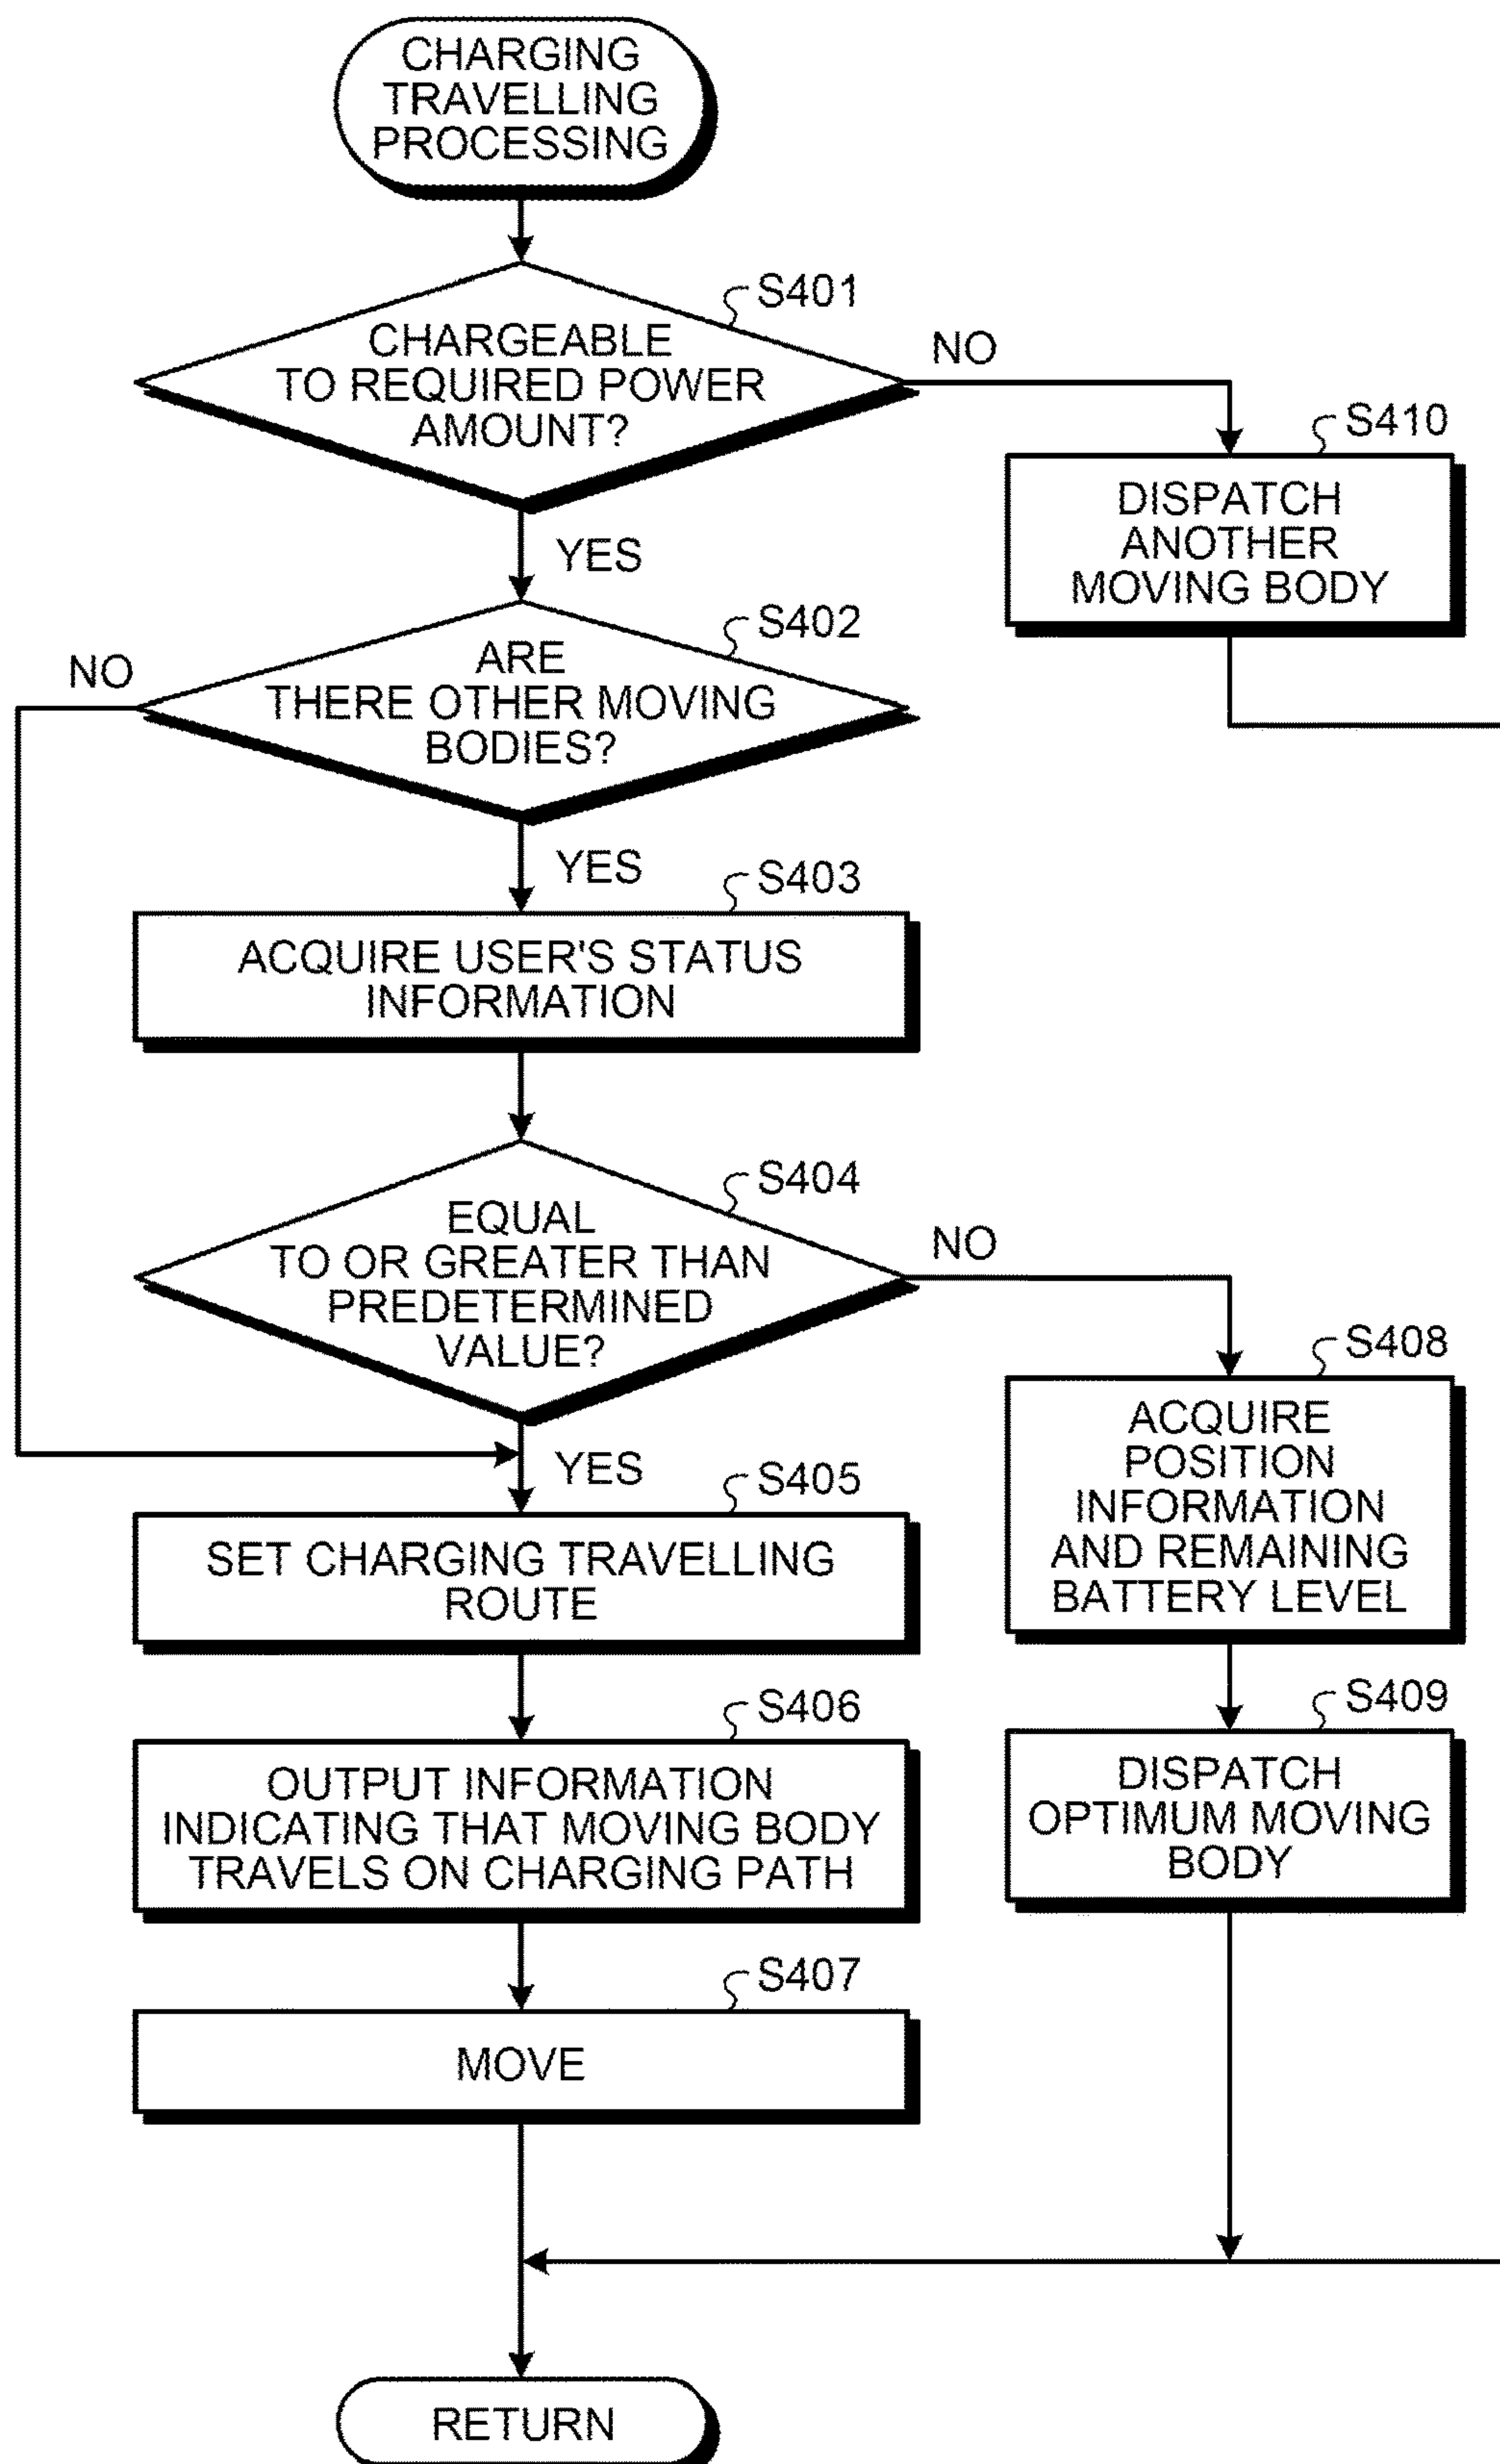 CHARGING
TRAVELLING
PROCESSING
S401
CHARGEABLE
TO REQUIRED POWER
AMOUNT?
NO
S410
DISPATCH
ANOTHER
MOVING BODY
YES
S402
ARE
THERE OTHER MOVING
BODIES?
NO
YES
S403
ACQUIRE USER'S STATUS
INFORMATION
S404
EQUAL
TO OR GREATER THAN
PREDETERMINED
VALUE?
NO
S408
ACQUIRE
POSITION
INFORMATION
AND REMAINING
BATTERY LEVEL
YES
S405
SET CHARGING TRAVELLING
ROUTE
S409
DISPATCH
OPTIMUM MOVING
BODY
S406
OUTPUT INFORMATION
INDICATING THAT MOVING BODY
TRAVELS ON CHARGING PATH
S407
MOVE
RETURN